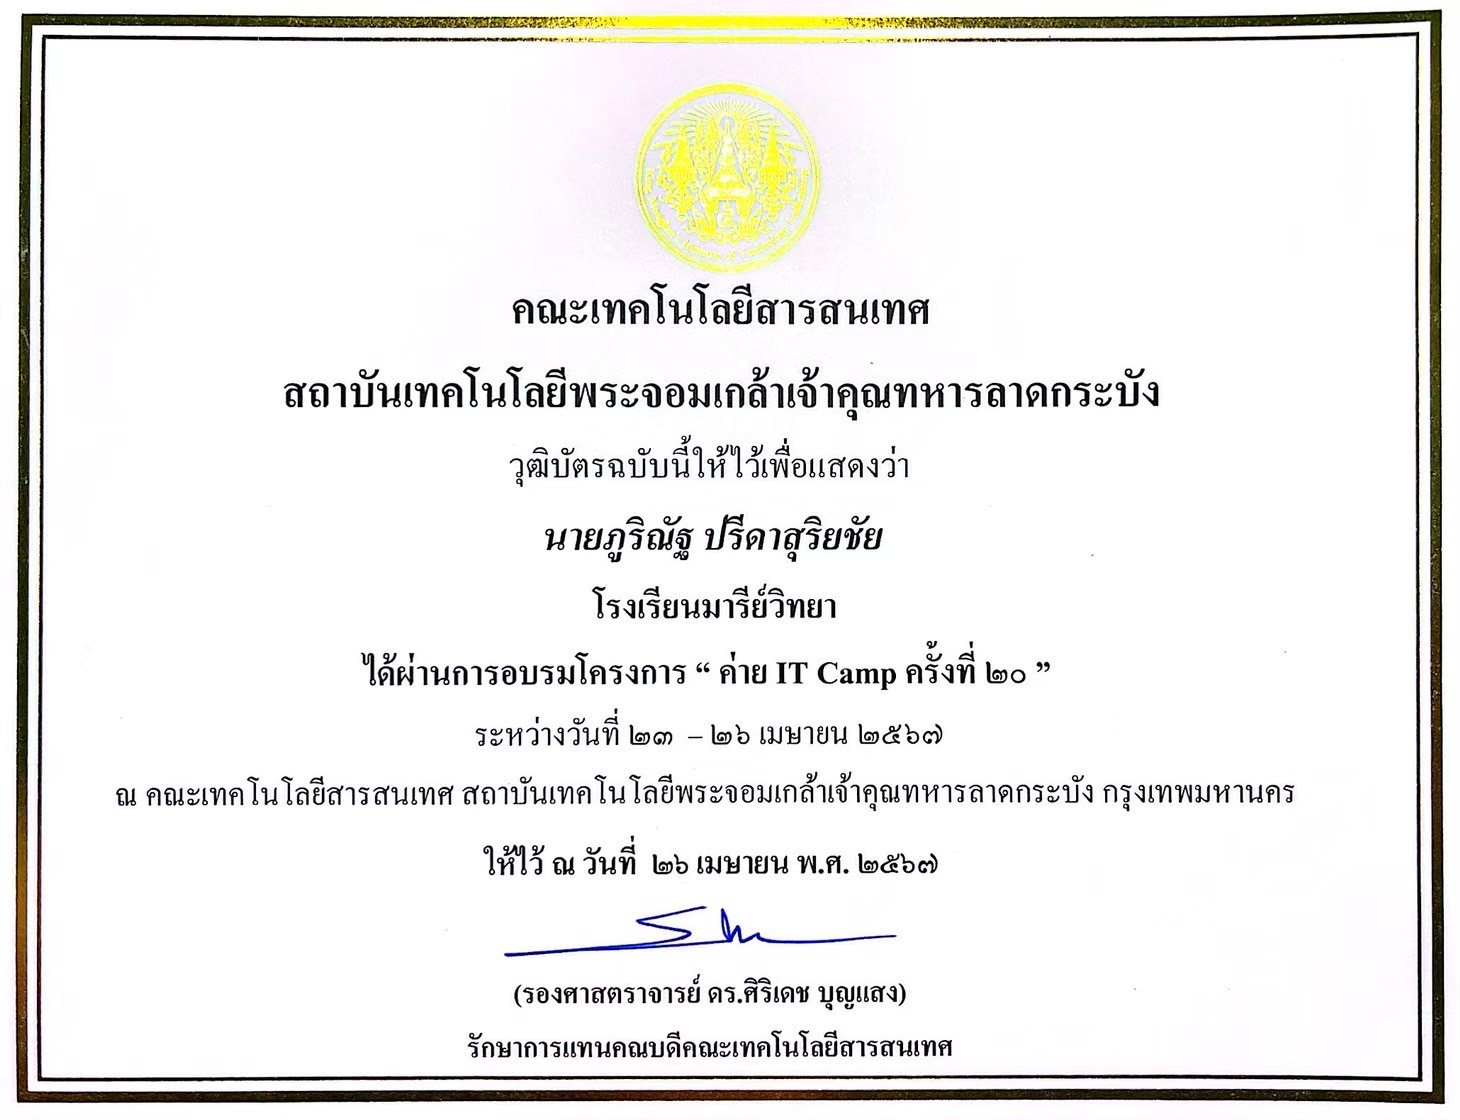 คณะเทคโนโลยีสารสนเทศ
สถาบันเทคโนโลยีพระจอมเกล้าเจ้าคุณทหารลาดกระบัง
วุฒิบัตรฉบับนี้ให้ไว้เพื่อแสดงว่า
นายภูริณัฐ ปรีดาสุริยชัย
โรงเรียนมารีย์วิทยา
ได้ผ่านการอบรมโครงการ “ ค่าย IT Camp ครั้งที่ ๒๐ ”
ระหว่างวันที่ ๒๓ – ๒๖ เมษายน ๒๕๖๗
ณ คณะเทคโนโลยีสารสนเทศ สถาบันเทคโนโลยีพระจอมเกล้าเจ้าคุณทหารลาดกระบัง กรุงเทพมหานคร
ให้ไว้ ณ วันที่ ๒๖ เมษายน พ.ศ. ๒๕๖๗
(รองศาสตราจารย์ ดร.ศิริเดช บุญแสง)
รักษาการแทนคณบดีคณะเทคโนโลยีสารสนเทศ